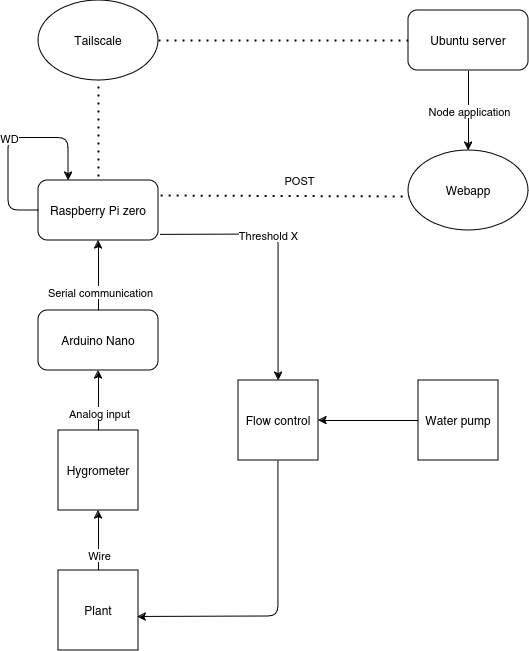 Tailscale
Ubuntu server
Node application
WD
POST
Raspberry Pi zero
Webapp
Threshold X
Serial communication
Arduino Nano
Analog input
Flow control
Water pump
Hygrometer
Wire
Plant